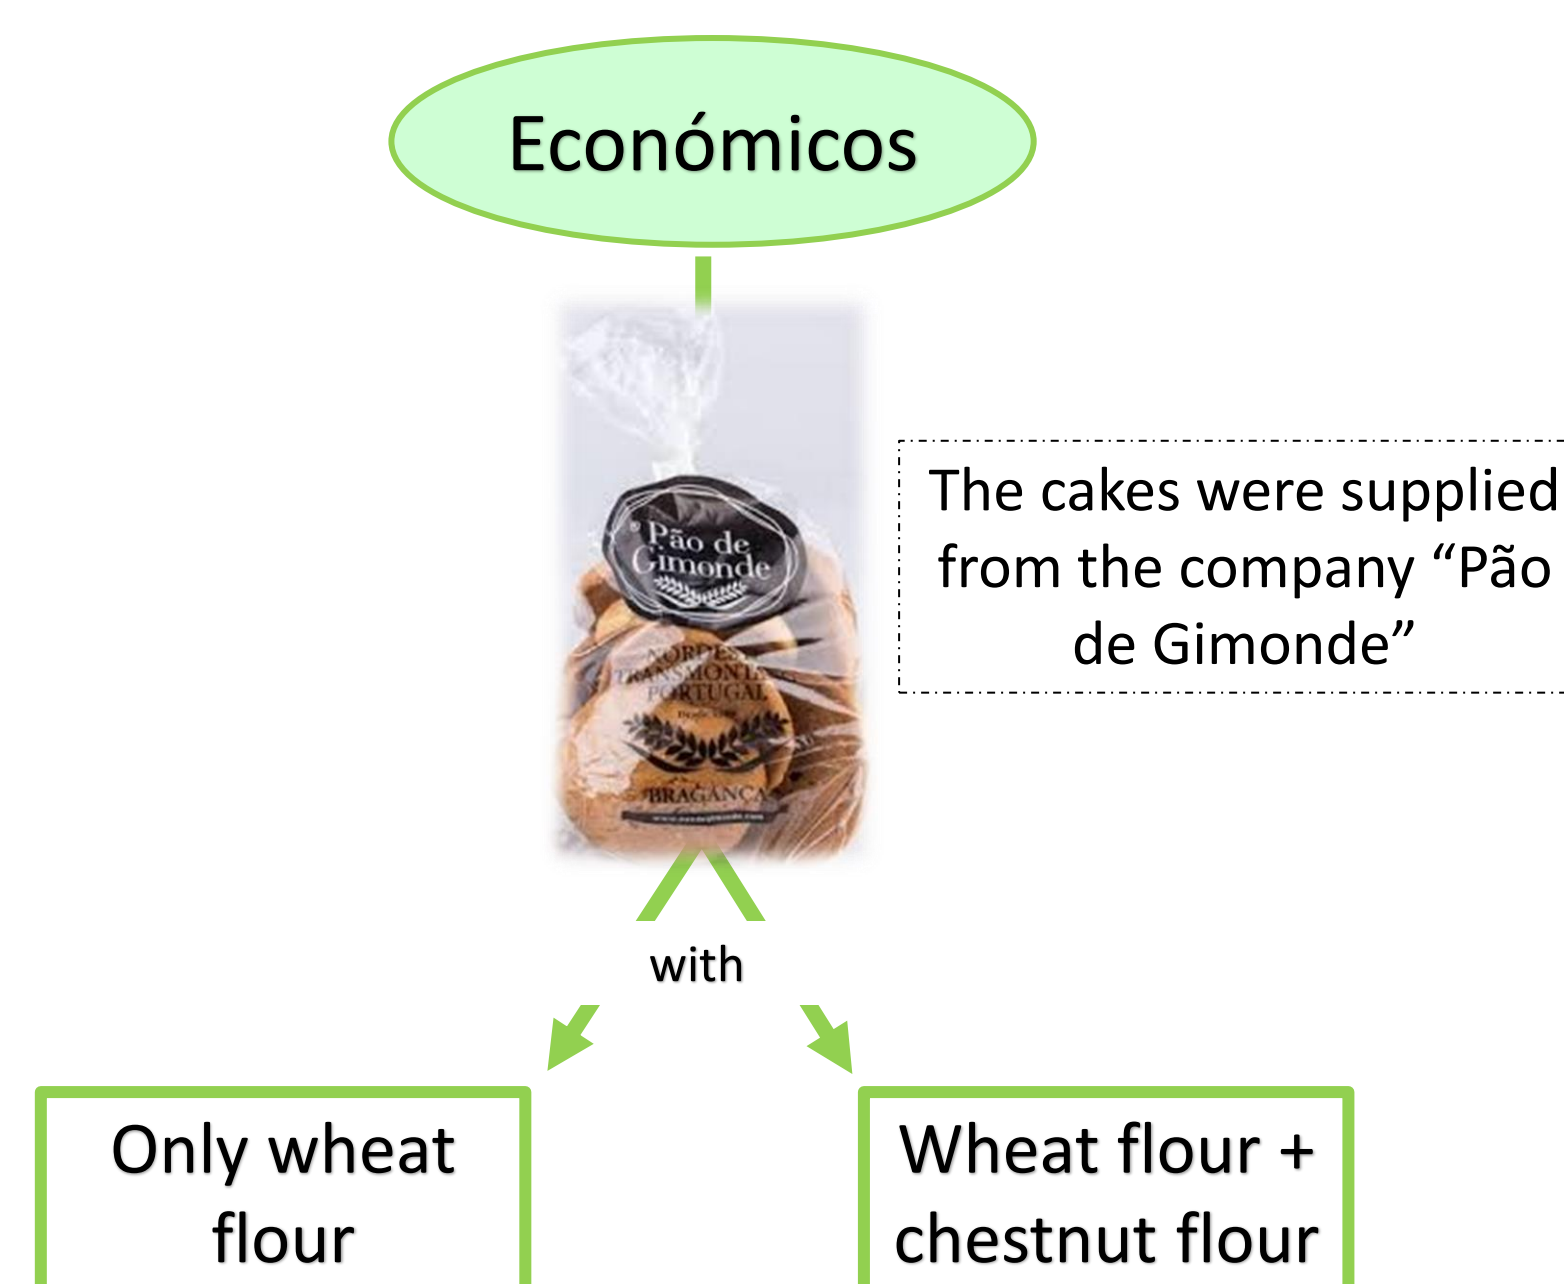 Económicos
Pão de
Gimonde
The cakes were supplied
from the company “Pão
de Gimonde”
PORTUGAL
BRAGANÇA
with
Only wheat
flour
Wheat flour +
chestnut flour